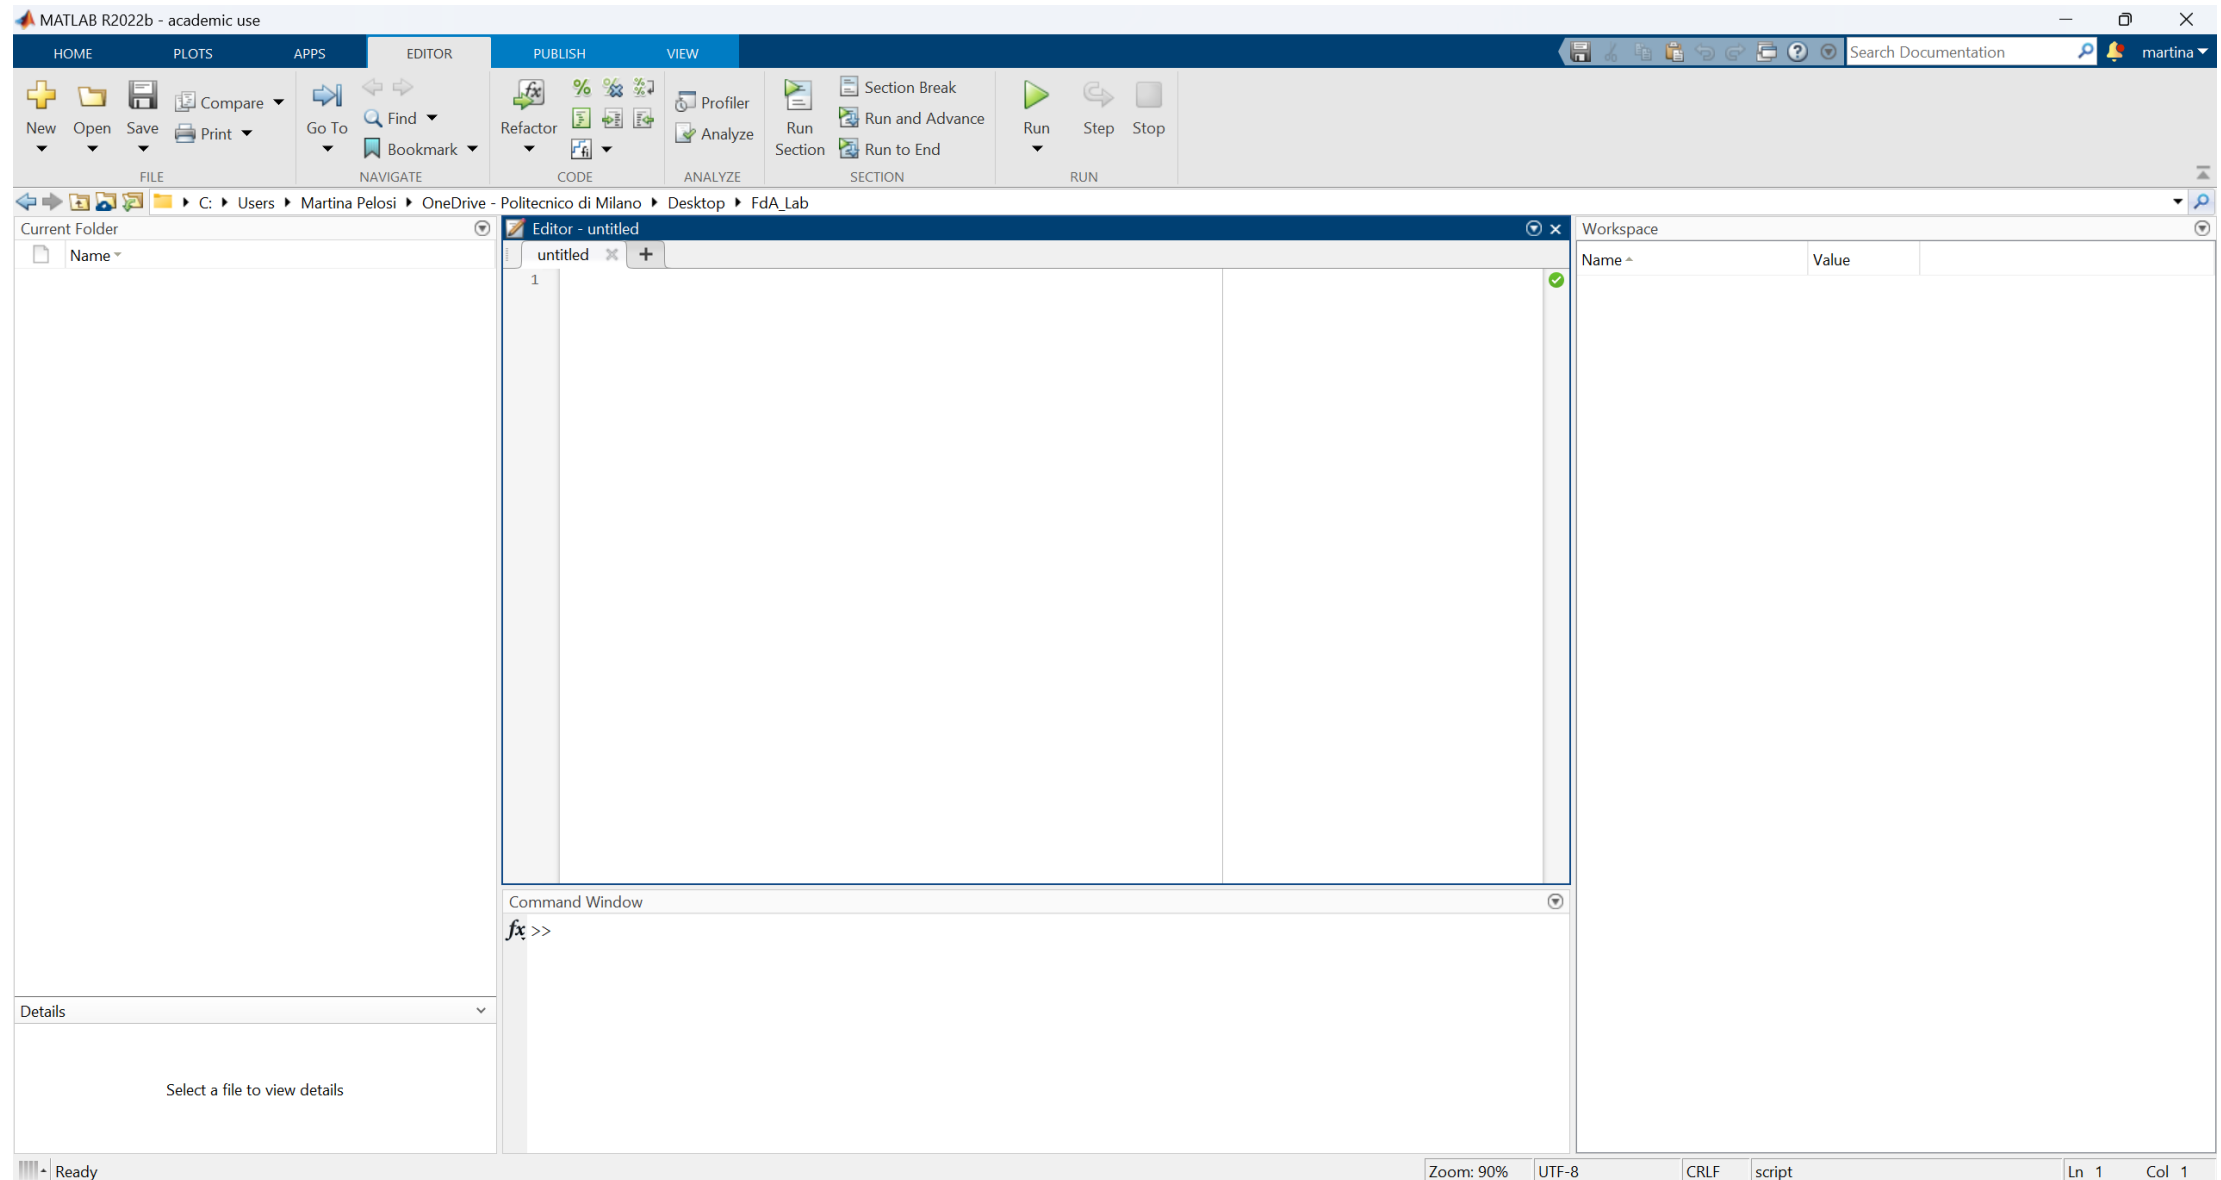 MATLAB R2022b - academic use
HOME PLOTS APPS EDITOR PUBLISH VIEW Search Documentation martina
New Open Save Compare Print Go To Find Bookmark Refactor Profiler Analyze Run Section Section Break Run and Advance Run to End Run Step Stop
FILE NAVIGATE CODE ANALYZE SECTION RUN
C: Users Martina Pelosi OneDrive - Politecnico di Milano Desktop FdA_Lab
Current Folder
Name
Editor - untitled
untitled
1
Workspace
Name Value
Command Window
fx >>
Details
Select a file to view details
Ready Zoom: 90% UTF-8 CRLF script Ln 1 Col 1